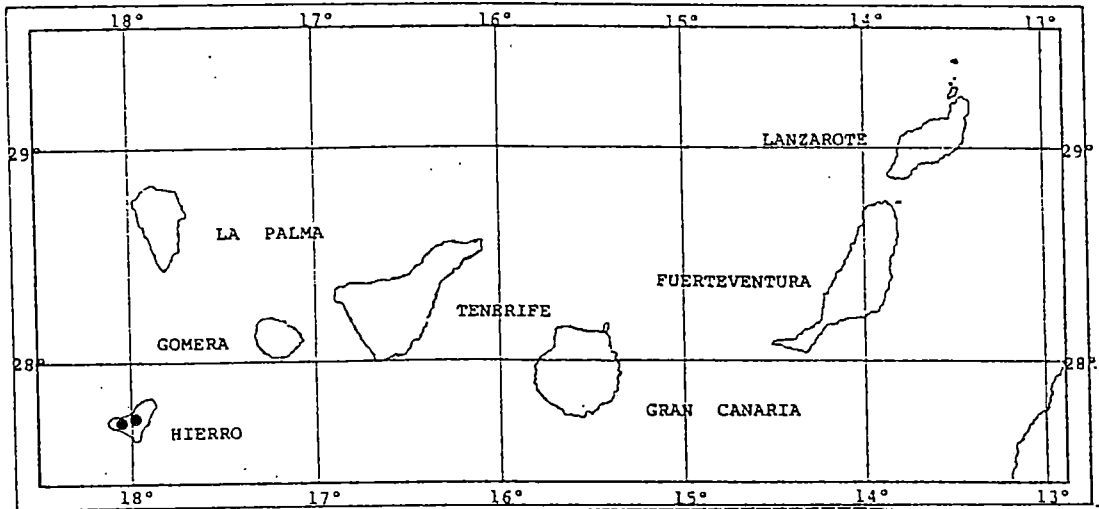 18° 17° 16° 15° 14° 13°
LANZAROTE
29° 29°
LA PALMA
FUERTEVENTURA
TENERIFE
GOMERA
28° 28°
GRAN CANARIA
HIERRO
18° 17° 16° 15° 14° 13°